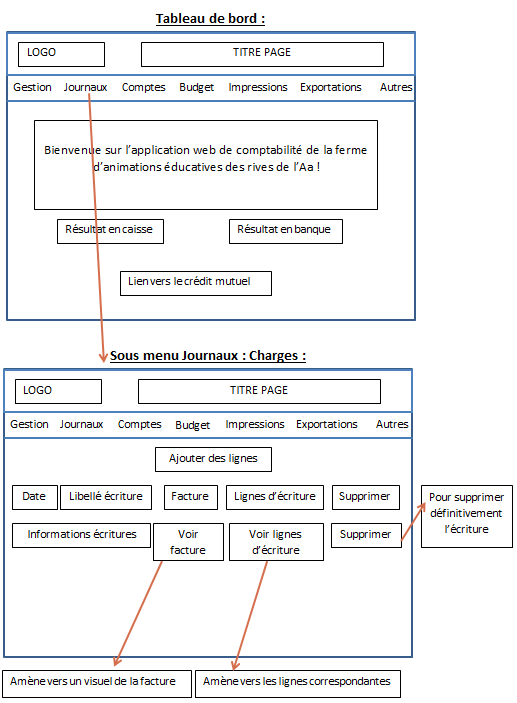 Tableau de bord :
LOGO
TITRE PAGE
Gestion Journaux Comptes Budget Impressions Exportations Autres
Bienvenue sur l'application web de comptabilité de la ferme
d'animations éducatives des rives de l'Aa !
Résultat en caisse
Résultat en banque
Lien vers le crédit mutuel
Sous menu Journaux : Charges :
LOGO
TITRE PAGE
Gestion Journaux Comptes Budget Impressions Exportations Autres
Ajouter des lignes
Date
Libellé écriture
Facture
Lignes d'écriture
Supprimer
Pour supprimer
définitivement
l'écriture
Informations écritures
Voir
facture
Voir lignes
d'écriture
Supprimer
Amène vers un visuel de la facture
Amène vers les lignes correspondantes